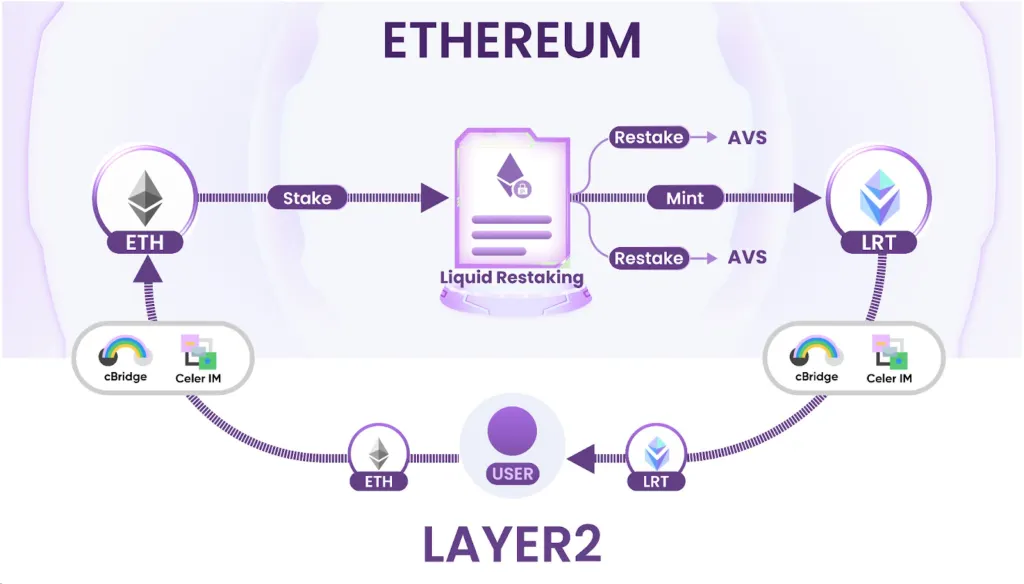 ETHEREUM
Restake
AVS
Stake
Mint
ETH
LRT
Restake
AVS
Liquid Restaking
cBridge
Celer IM
cBridge
Celer IM
USER
ETH
LRT
LAYER2